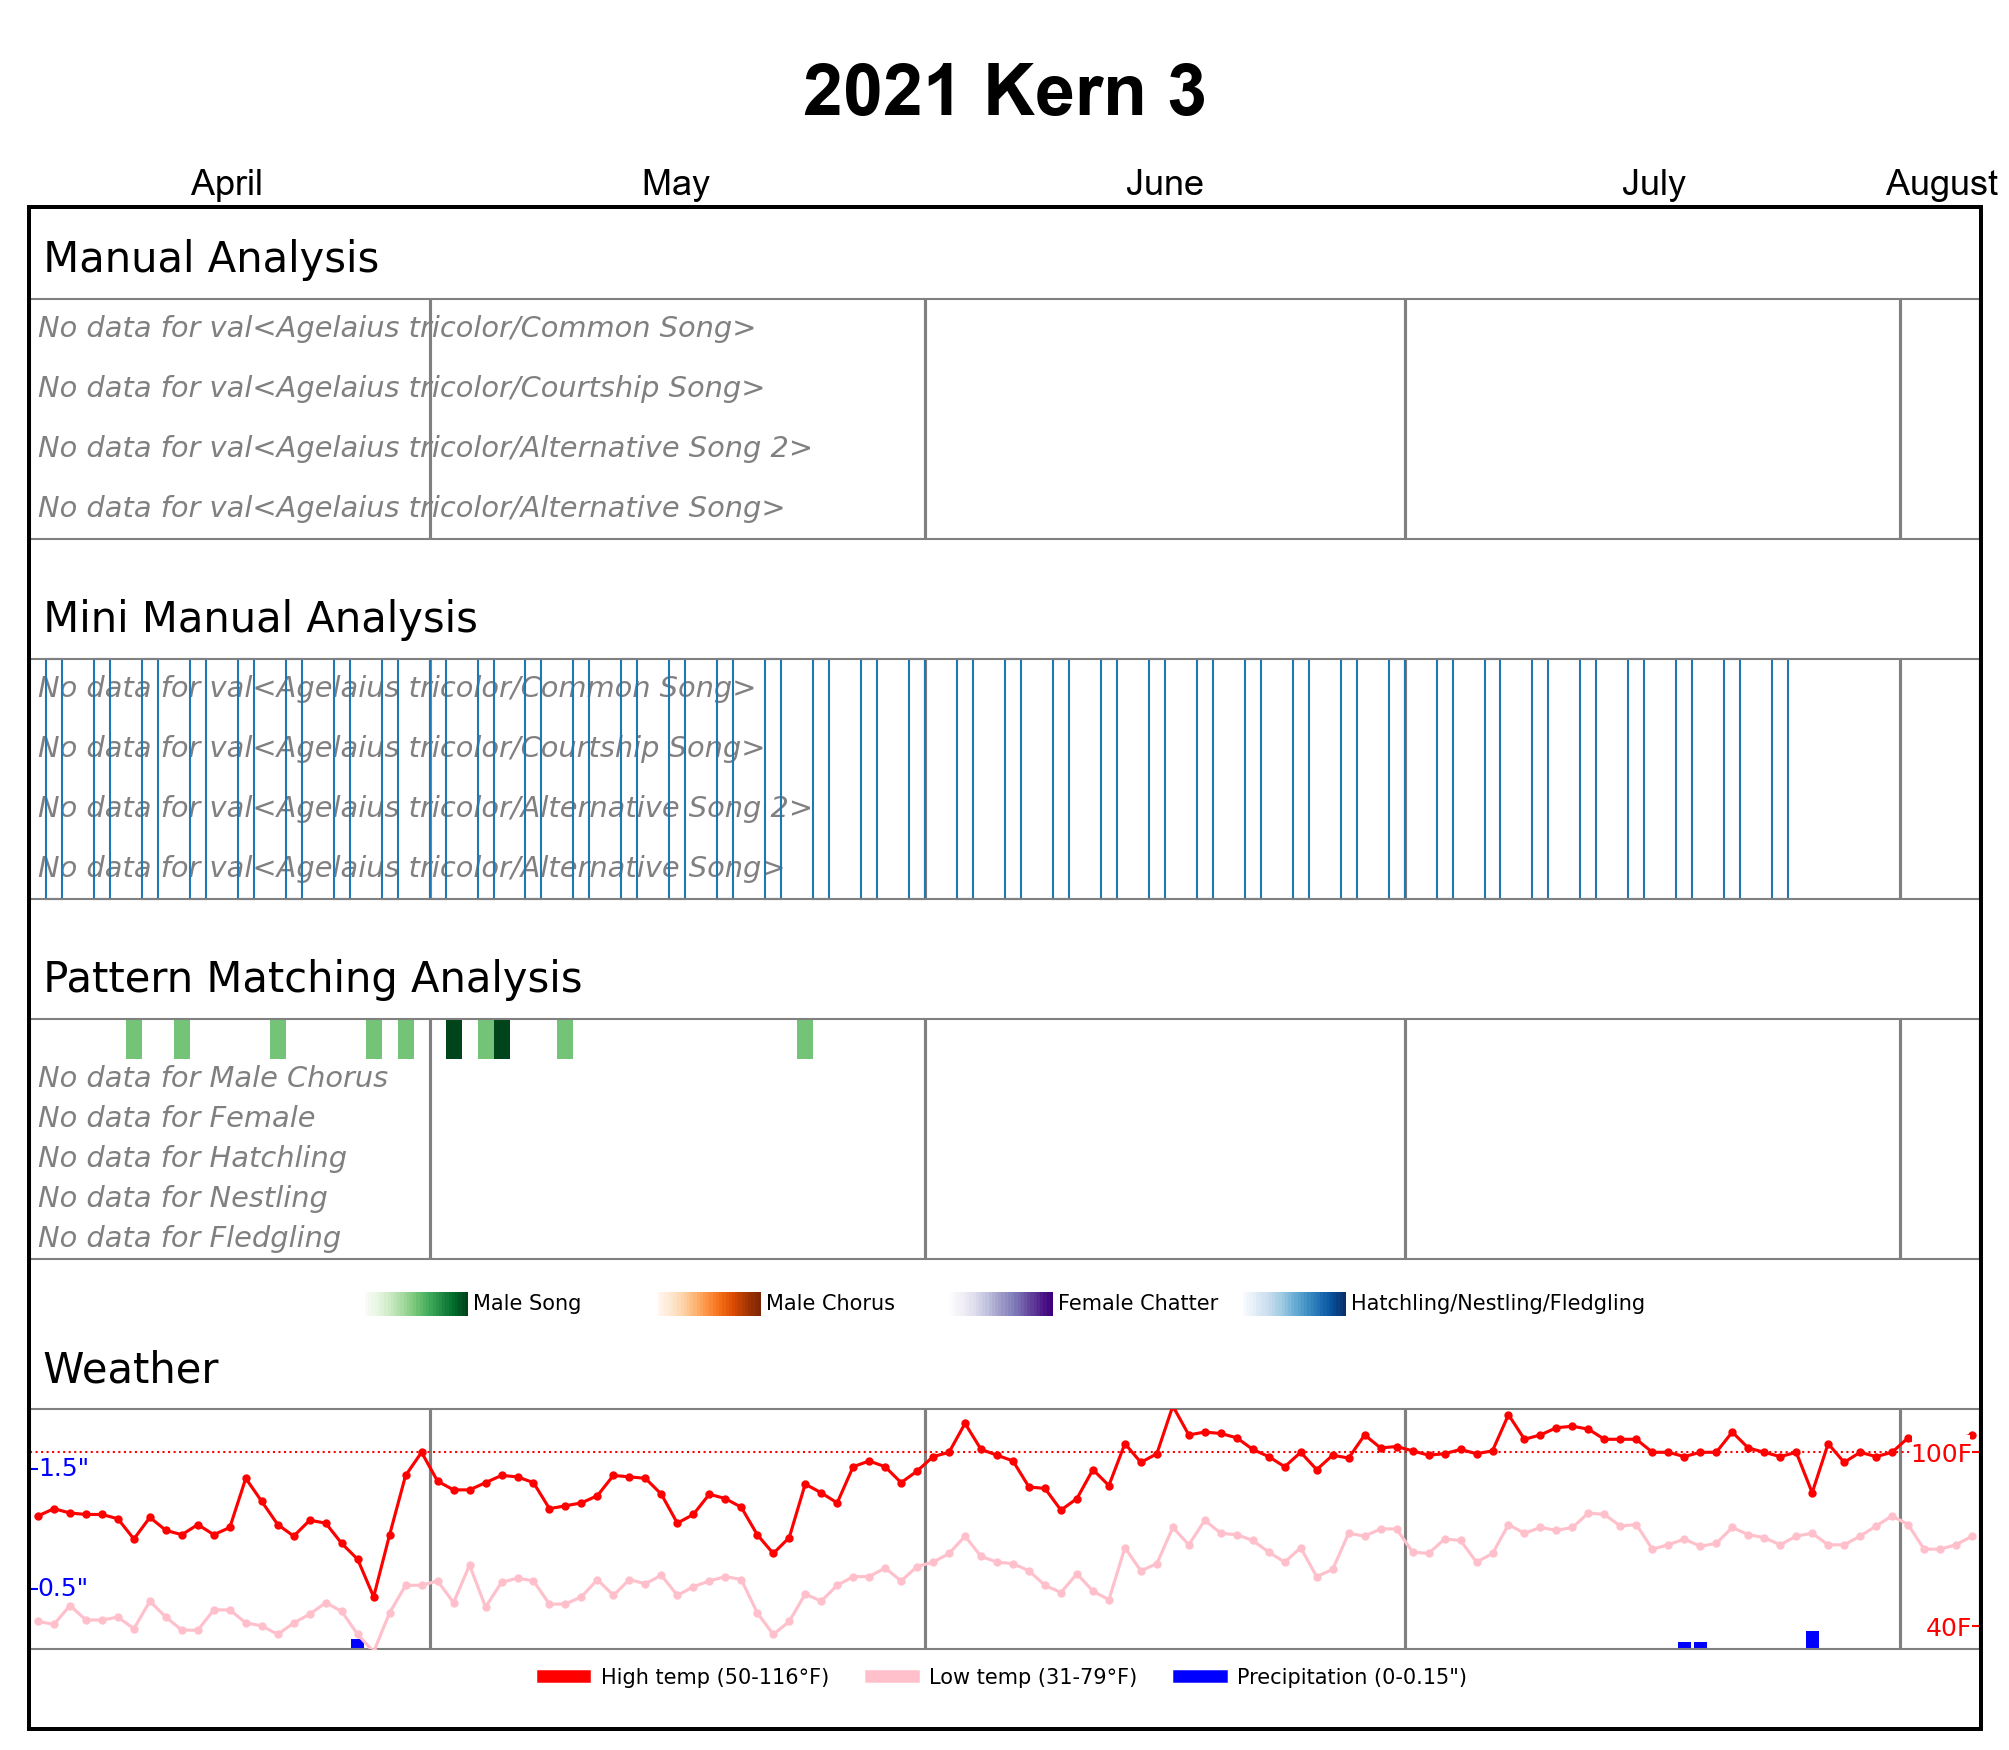 2021 Kern 3
April May June July August
Manual Analysis
No data for val<Agelaius tricolor/Common Song>
No data for val<Agelaius tricolor/Courtship Song>
No data for val<Agelaius tricolor/Alternative Song 2>
No data for val<Agelaius tricolor/Alternative Song>
Mini Manual Analysis
No data for val<Agelaius tricolor/Common Song>
No data for val<Agelaius tricolor/Courtship Song>
No data for val<Agelaius tricolor/Alternative Song 2>
No data for val<Agelaius tricolor/Alternative Song>
Pattern Matching Analysis
No data for Male Chorus
No data for Female
No data for Hatchling
No data for Nestling
No data for Fledgling
Male Song Male Chorus Female Chatter Hatchling/Nestling/Fledgling
Weather
1.5" 100F
0.5"
40F
High temp (50-116°F) Low temp (31-79°F) Precipitation (0-0.15")